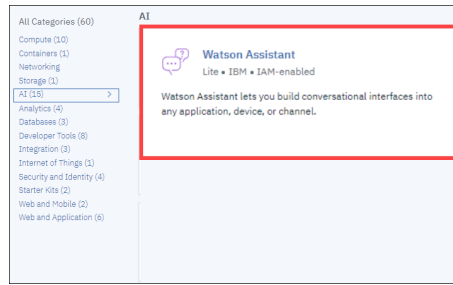 All Categories (60)
Compute (10)
Containers (1)
Networking
Storage (1)
AI (15) >
Analytics (4)
Databases (3)
Developer Tools (8)
Integration (3)
Internet of Things (1)
Security and Identity (4)
Starter Kits (2)
Web and Mobile (2)
Web and Application (6)
AI
Watson Assistant
Lite • IBM • IAM-enabled
Watson Assistant lets you build conversational interfaces into
any application, device, or channel.